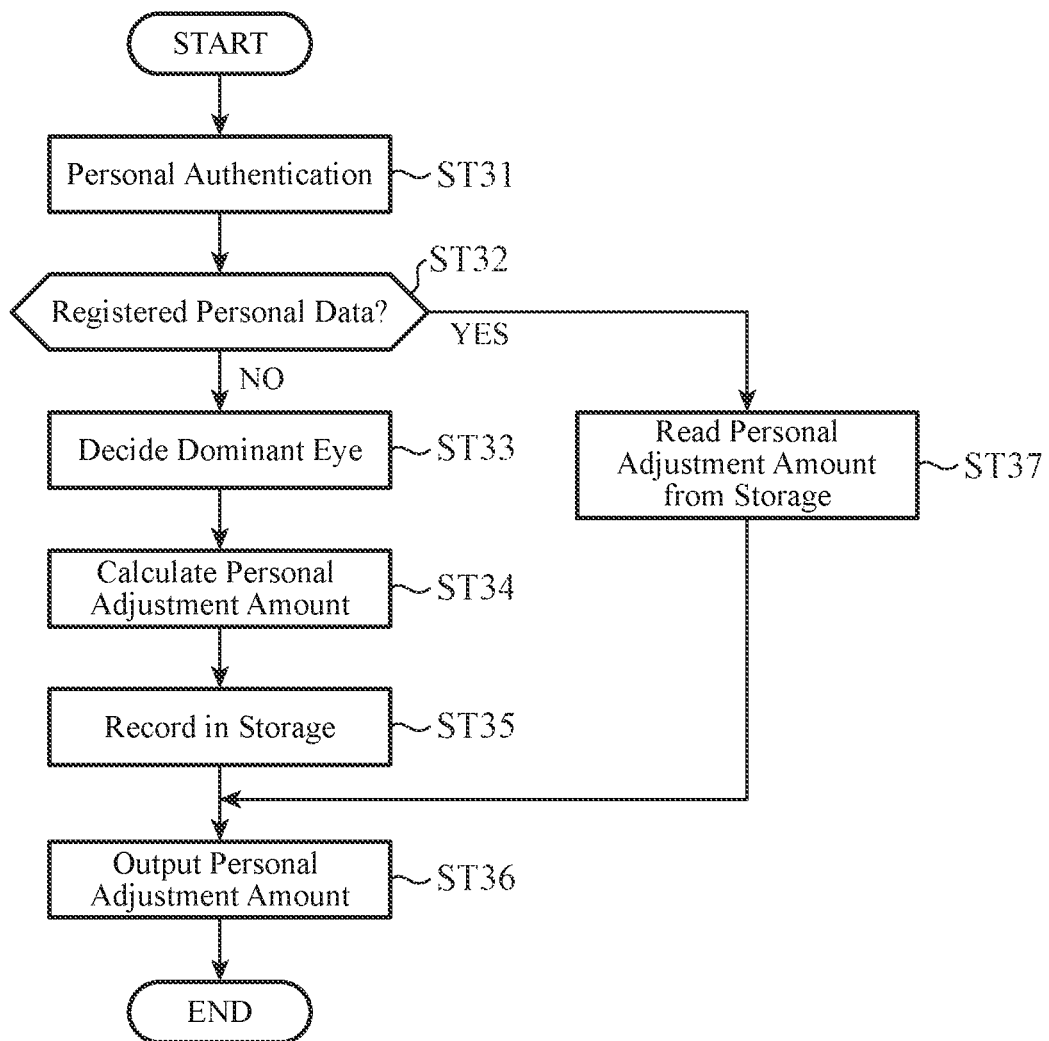 START
Personal Authentication
ST31
ST32
Registered Personal Data?
YES
NO
Decide Dominant Eye
ST33
Read Personal
Adjustment Amount
from Storage
ST37
Calculate Personal
Adjustment Amount
ST34
Record in Storage
ST35
Output Personal
Adjustment Amount
ST36
END